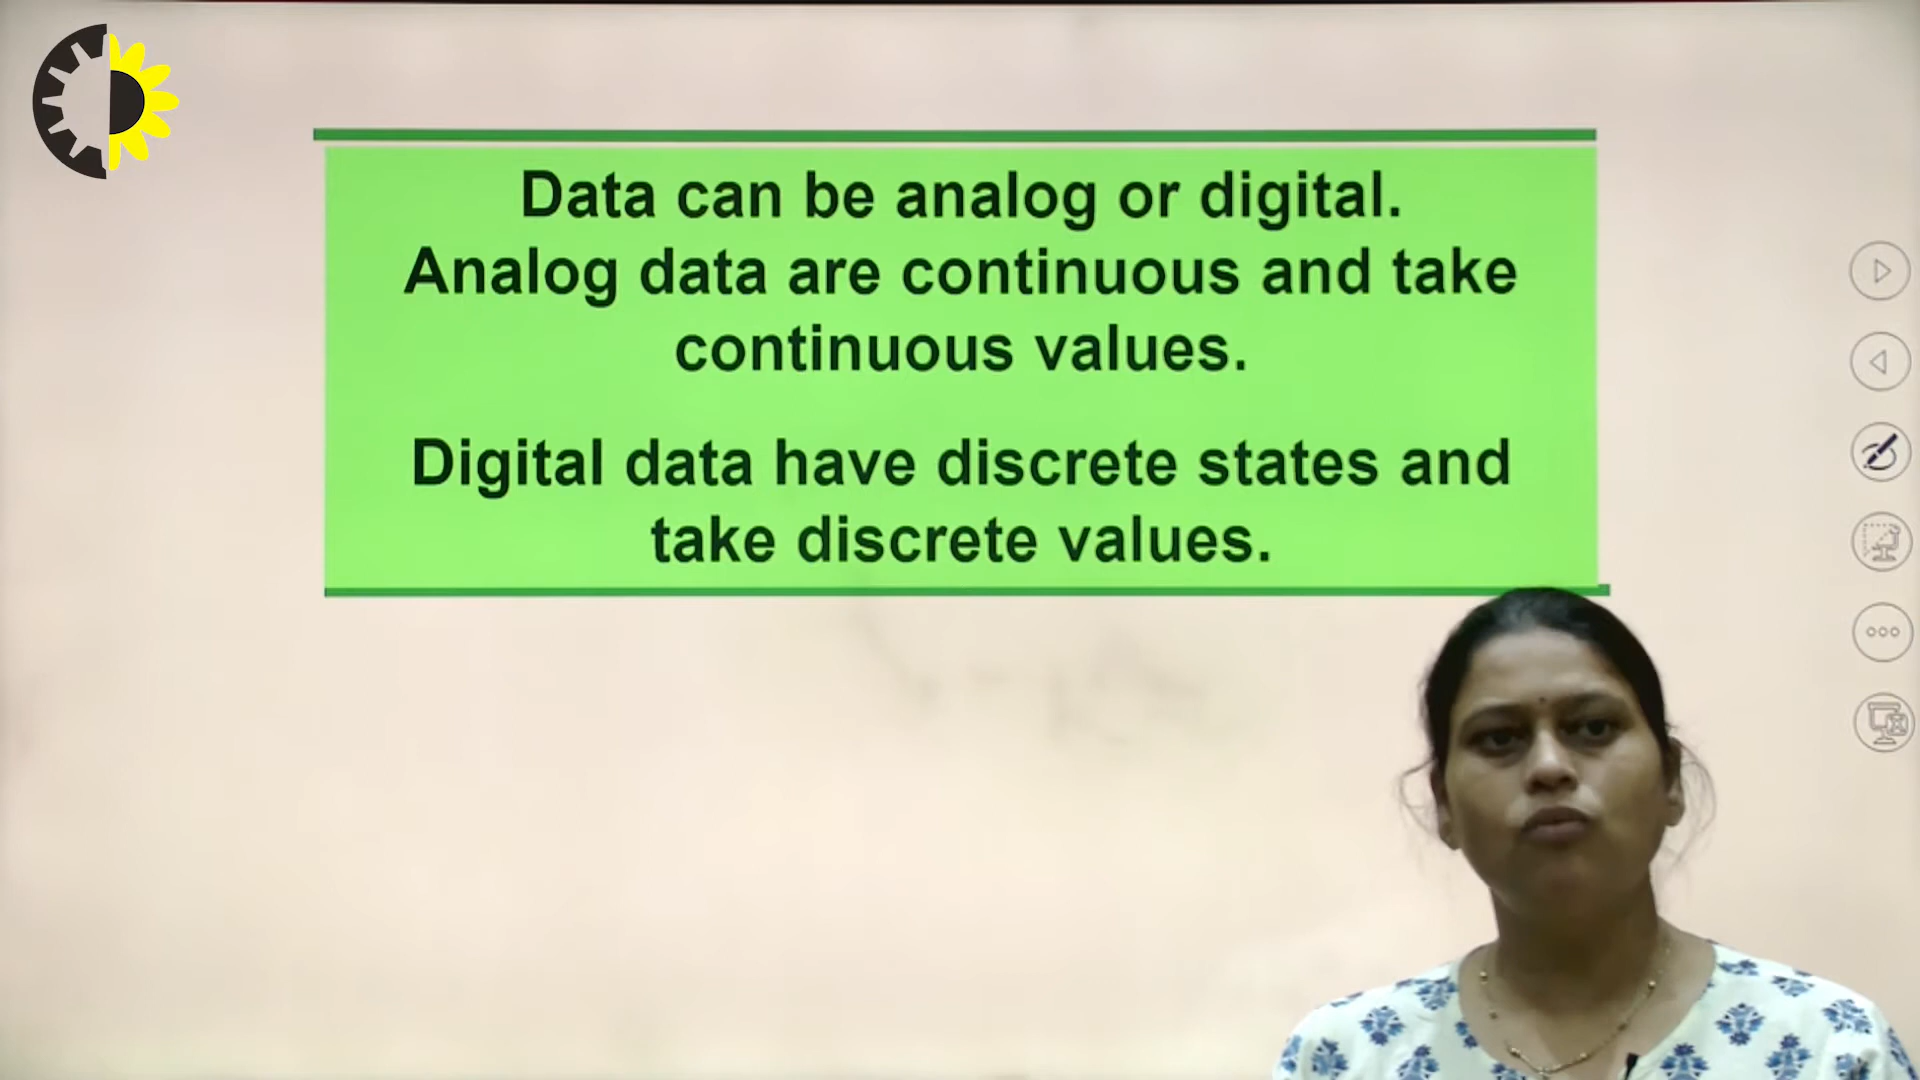 Data can be analog or digital.
Analog data are continuous and take
continuous values.
Digital data have discrete states and
take discrete values.